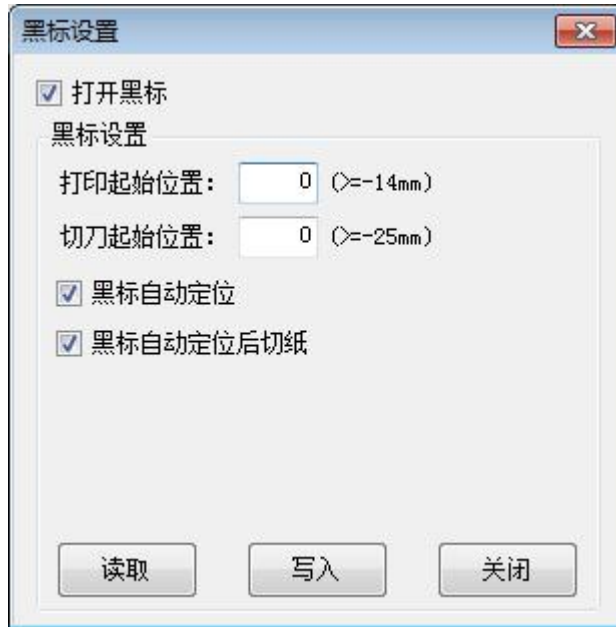 黑标设置
打开黑标
黑标设置
打印起始位置: 0 (>=-14mm)
切刀起始位置: 0 (>=-25mm)
黑标自动定位
黑标自动定位后切纸
读取 写入 关闭